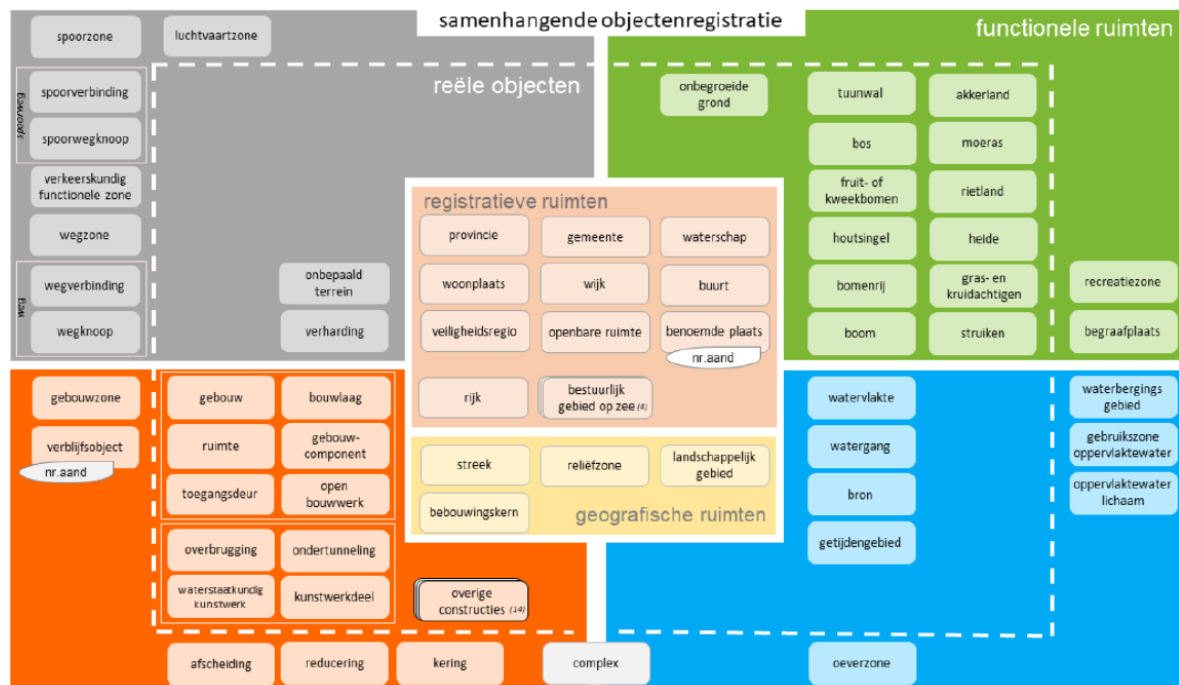 samenhangende objectenregistratie
functionele ruimten
reële objecten
spoorzone
luchtvaartzone
spoorweg
spoorverbinding
spoorwegknoop
verkeerskundig
functionele zone
wegzone
weg
wegverbinding
wegknoop
onbepaald
terrein
verharding
onbegroeide
grond
tuunwal
akkerland
bos
moeras
fruit- of
kweekbomen
rietland
houtsingel
heide
bomenrij
gras- en
kruidachtigen
boom
struiken
recreatiezone
begraafplaats
registratieve ruimten
provincie
gemeente
waterschap
woonplaats
wijk
buurt
veiligheidsregio
openbare ruimte
benoemde plaats
nr.aand
rijk
bestuurlijk
gebied op zee (4)
streek
reliëfzone
landschappelijk
gebied
bebouwingskern
geografische ruimten
gebouwzone
verblijfsobject
nr.aand
gebouw
bouwlaag
ruimte
gebouw-
component
toegangsdeur
open
bouwwerk
overbrugging
ondertunneling
waterstaatkundig
kunstwerk
kunstwerkdeel
overige
constructies (14)
afscheiding
reducering
kering
complex
watervlakte
watergang
bron
getijdengebied
waterbergings
gebied
gebruikszone
oppervlaktewater
oppervlaktewater
lichaam
oeverzone